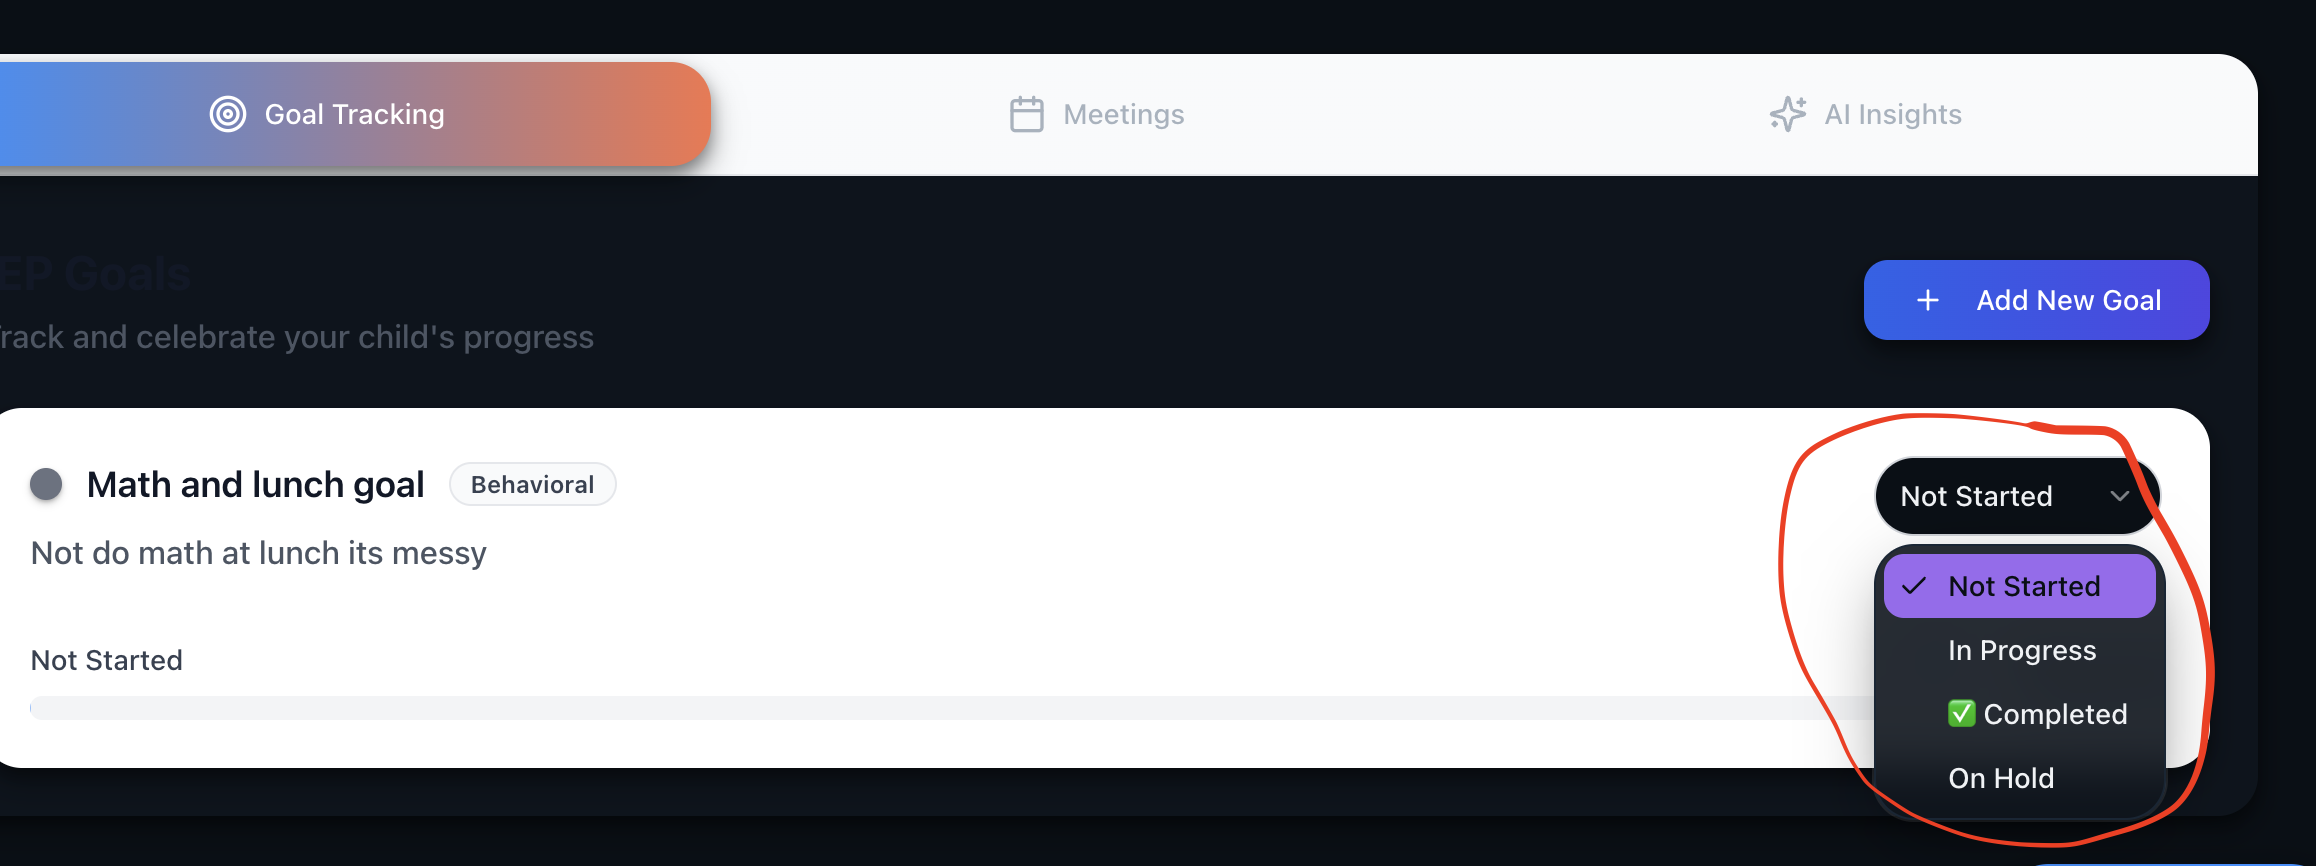 Goal Tracking
Meetings
AI Insights
EP Goals
rack and celebrate your child's progress
+ Add New Goal
Math and lunch goal
Behavioral
Not do math at lunch its messy
Not Started
Not Started
✓ Not Started
In Progress
✅ Completed
On Hold